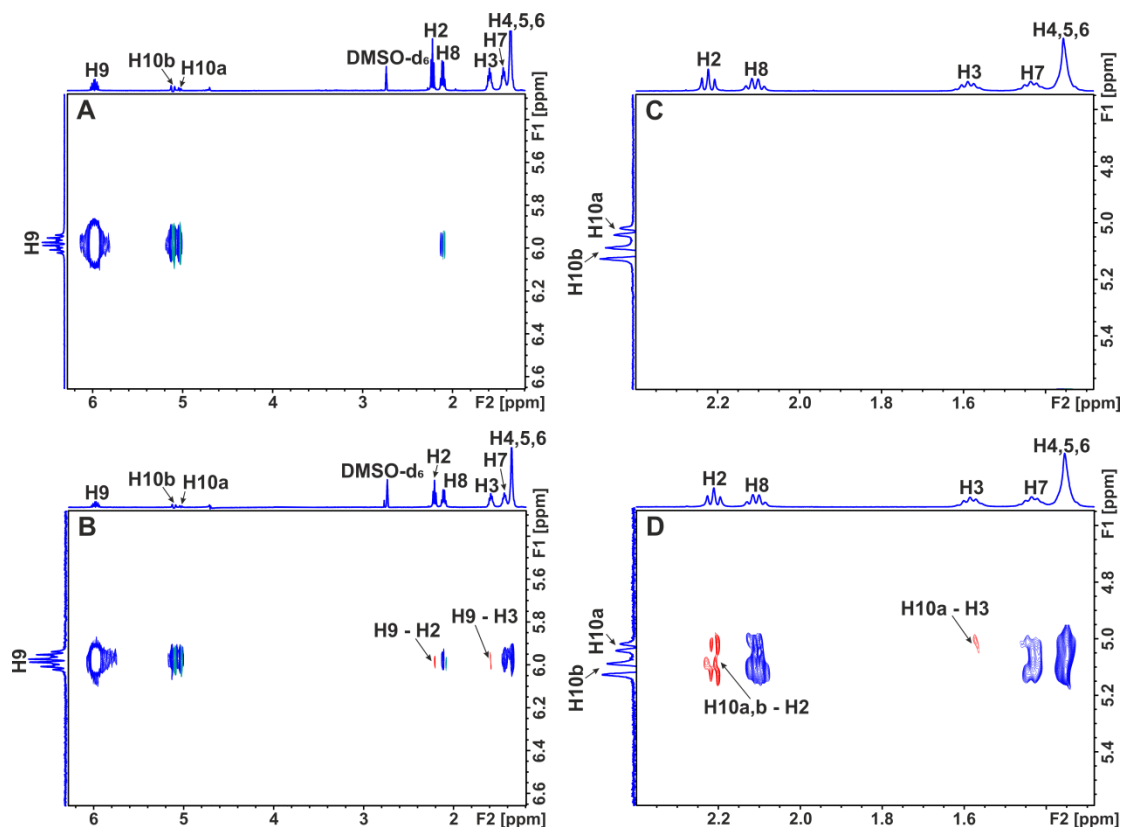 H9
H10b
H10a
DMSO-d6
H2
H8
H3
H7
H4,5,6
A
H9
F1 [ppm]
5.6
5.8
6.0
6.2
6.4
6.6
6
5
4
3
2
F2 [ppm]
H2
H8
H3
H7
H4,5,6
C
H10a
H10b
F1 [ppm]
4.8
5.0
5.2
5.4
2.2
2.0
1.8
1.6
F2 [ppm]
H9
H10b
H10a
DMSO-d6
H2
H8
H3
H7
H4,5,6
B
H9
H9 - H2
H9 - H3
F1 [ppm]
5.6
5.8
6.0
6.2
6.4
6.6
6
5
4
3
2
F2 [ppm]
H2
H8
H3
H7
H4,5,6
D
H10a
H10b
H10a - H3
H10a,b - H2
F1 [ppm]
4.8
5.0
5.2
5.4
2.2
2.0
1.8
1.6
F2 [ppm]